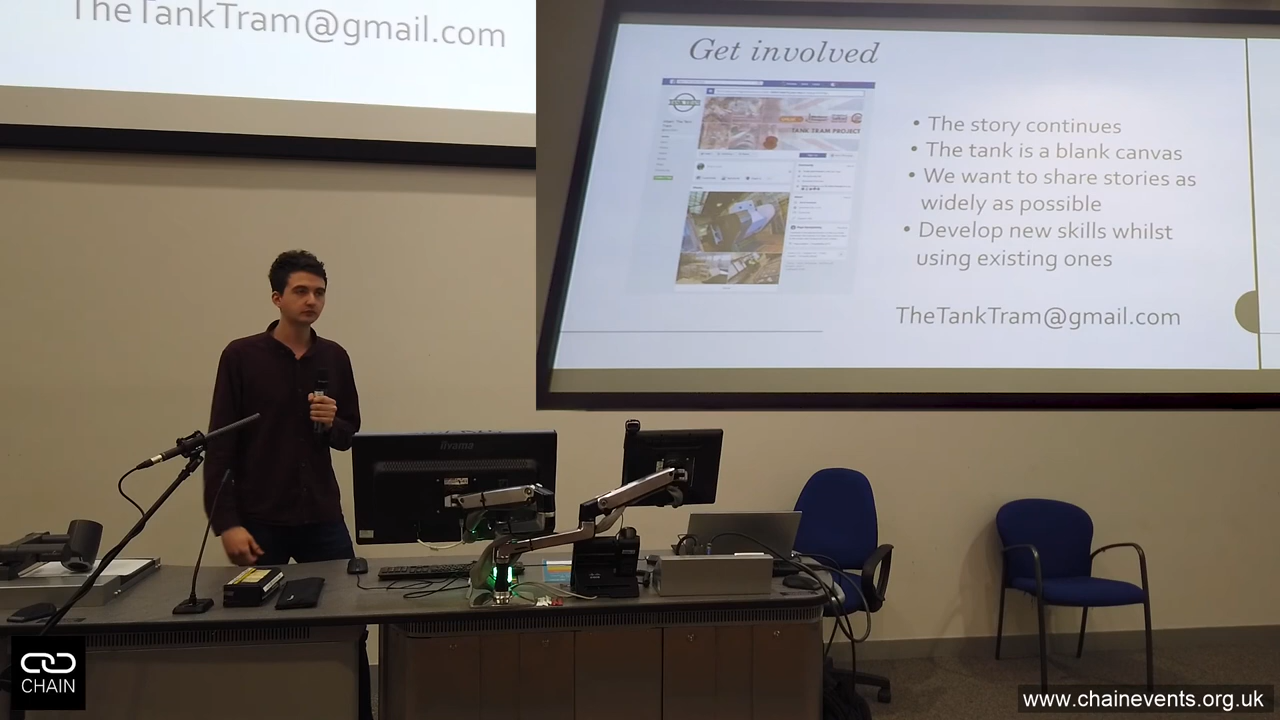 TheTankTram@gmail.com
Get involved
TANK TRAM PROJECT
• The story continues
• The tank is a blank canvas
• We want to share stories as
widely as possible
• Develop new skills whilst
using existing ones
TheTankTram@gmail.com
iiyama
CHAIN
www.chainevents.org.uk